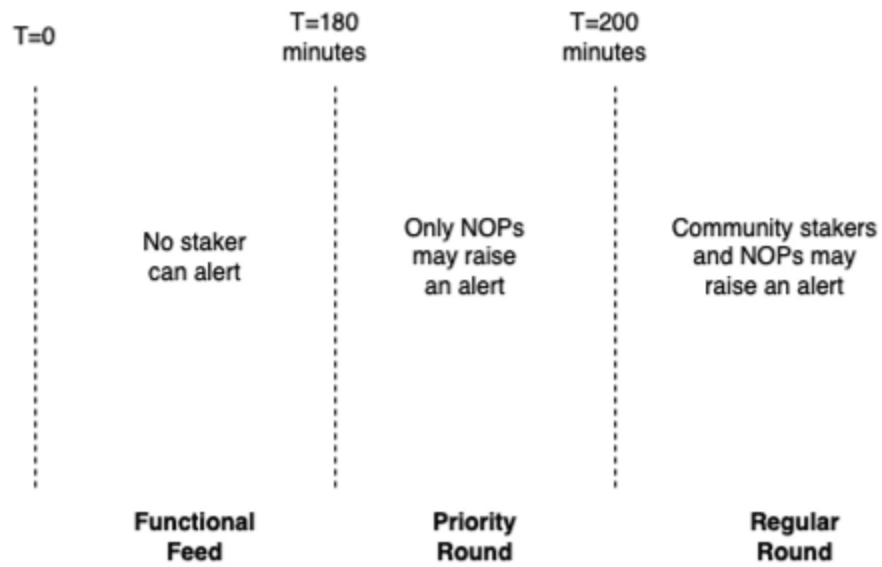 T=0
T=180
minutes
T=200
minutes
No staker
can alert
Only NOPs
may raise
an alert
Community stakers
and NOPs may
raise an alert
Functional
Feed
Priority
Round
Regular
Round